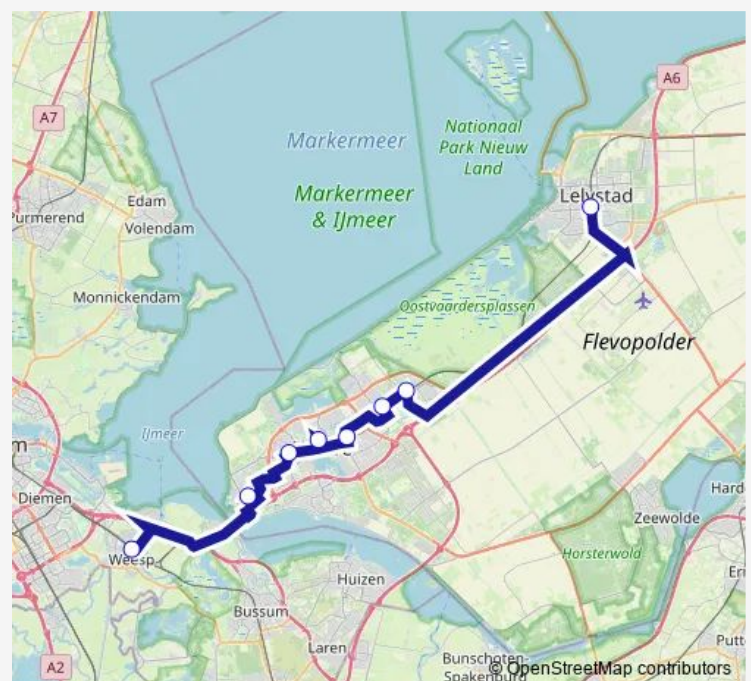 A6
A7
Markermeer
Nationaal
Park Nieuw
Land
Markermeer
& IJmeer
Lelystad
Edam
Volendam
Purmerend
Monnickendam
Oostvaardersplassen
Flevopolder
IJmeer
Diemen
Zeewolde
Weesp
Horsterwold
Huizen
Bussum
Laren
A2
Bunschoten-
Spakenburg
© OpenStreetMap contributors